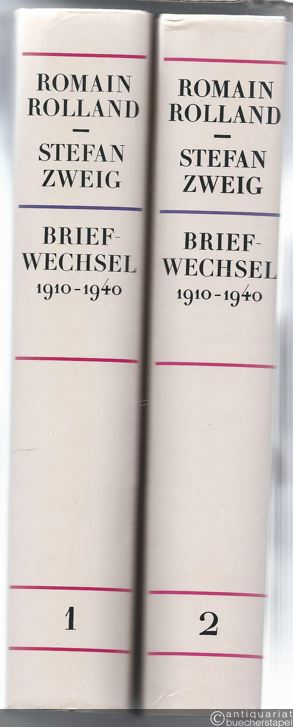 ROMAIN
ROLLAND
–
STEFAN
ZWEIG
BRIEF-
WECHSEL
1910-1940
1
ROMAIN
ROLLAND
–
STEFAN
ZWEIG
BRIEF-
WECHSEL
1910-1940
2
©antiquariat
buecherstapel